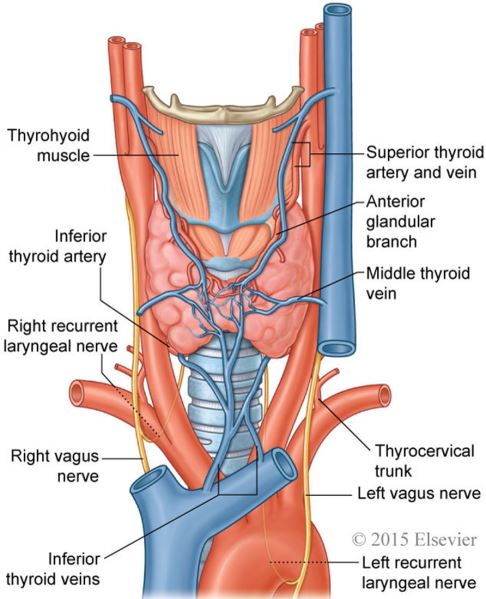 Thyrohyoid
muscle
Superior thyroid
artery and vein
Anterior
glandular
branch
Inferior
thyroid artery
Middle thyroid
vein
Right recurrent
laryngeal nerve
Right vagus
nerve
Thyrocervical
trunk
Left vagus nerve
© 2015 Elsevier
Inferior
thyroid veins
Left recurrent
laryngeal nerve